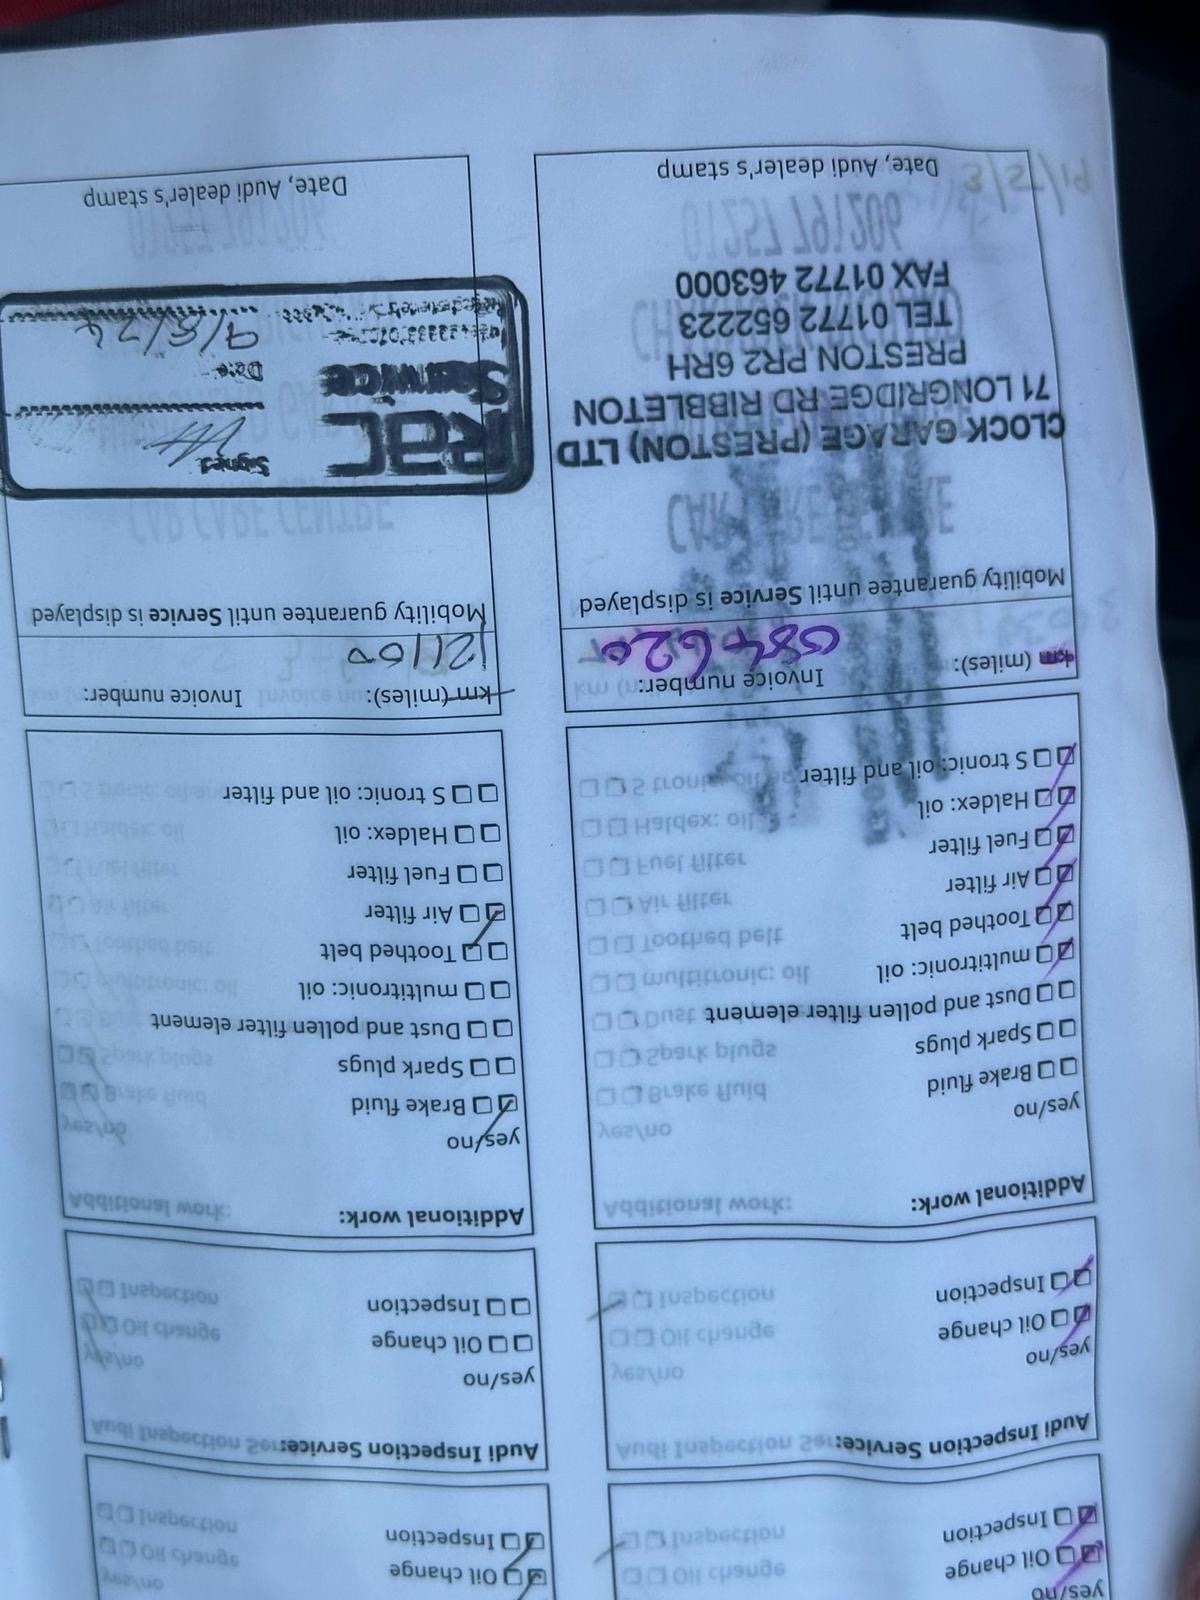 yes/no
Oil change
Inspection
Audi Inspection Service:
yes/no
Oil change
Inspection
Additional work:
yes/no
Brake fluid
Spark plugs
Dust and pollen filter element
multitronic: oil
Toothed belt
Air filter
Fuel filter
Haldex: oil
S tronic: oil and filter
km (miles): Invoice number:
084620
Mobility guarantee until Service is displayed
CLOCK GARAGE (PRESTON) LTD
71 LONGRIDGE RD RIBBLETON
PRESTON PR2 6RH
TEL 01772 652223
FAX 01772 463000
Date, Audi dealer's stamp
Oil change
Inspection
Audi Inspection Service:
yes/no
Oil change
Inspection
Additional work:
yes/no
Brake fluid
Spark plugs
Dust and pollen filter element
multitronic: oil
Toothed belt
Air filter
Fuel filter
Haldex: oil
S tronic: oil and filter
km (miles): Invoice number:
121100
Mobility guarantee until Service is displayed
RAC
Service
Signed
Date
9/8/24
Date, Audi dealer's stamp